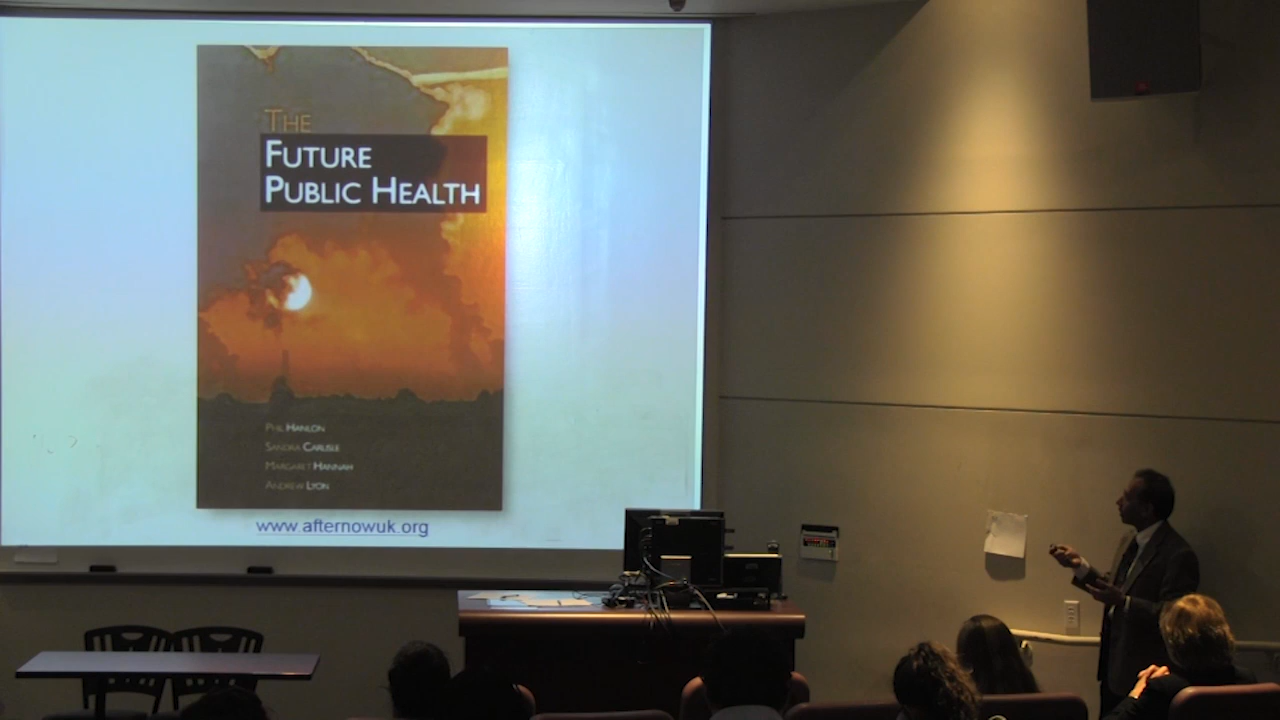 THE
FUTURE
PUBLIC HEALTH
PHIL HANLON
SANDRA CARLISLE
MARGARET HANNAH
ANDREW LYON
www.afternowuk.org